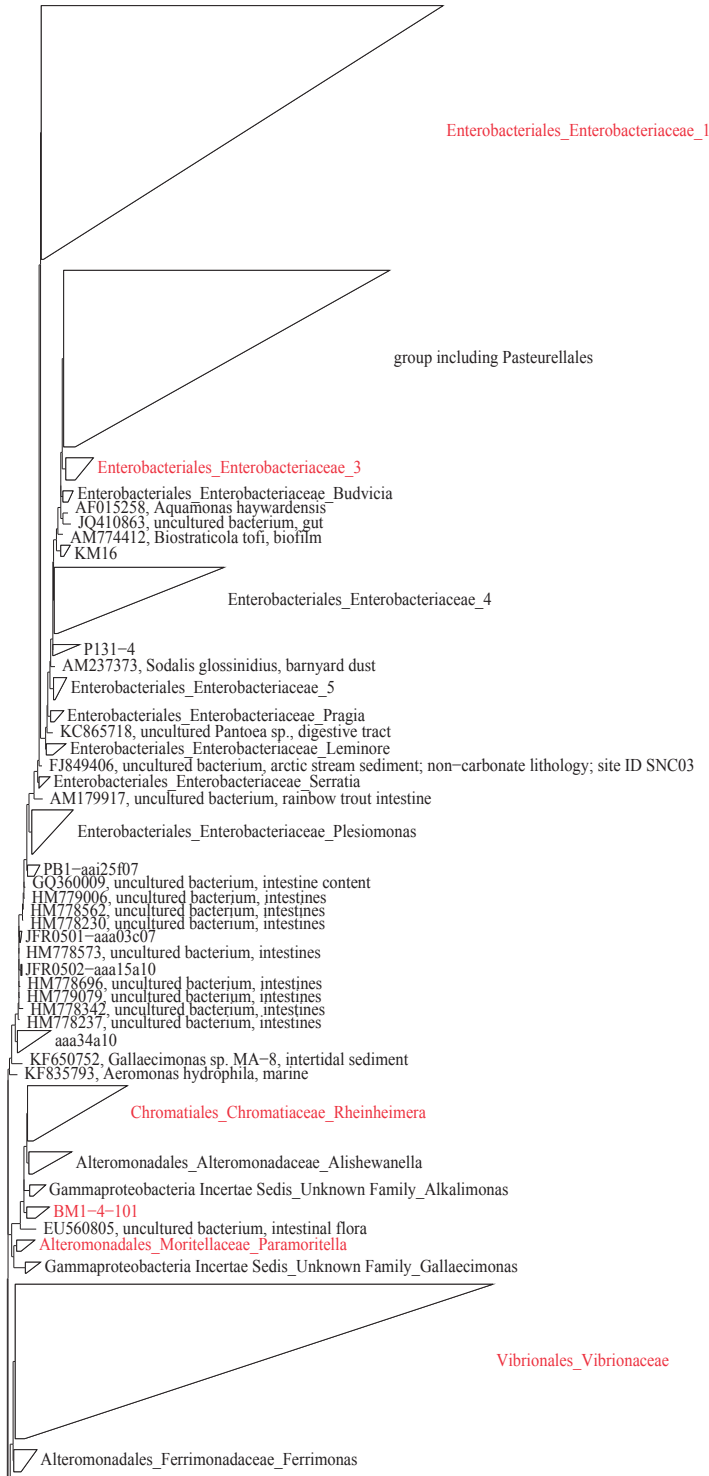 Enterobacteriales_Enterobacteriaceae_1
group including Pasteurellales
Enterobacteriales_Enterobacteriaceae_3
Enterobacteriales_Enterobacteriaceae_Budvicia
AF015258, Aquamonas haywardensis
JQ410863, uncultured bacterium, gut
AM774412, Biostraticola tofi, biofilm
KM16
Enterobacteriales_Enterobacteriaceae_4
P131−4
AM237373, Sodalis glossinidius, barnyard dust
Enterobacteriales_Enterobacteriaceae_5
Enterobacteriales_Enterobacteriaceae_Pragia
KC865718, uncultured Pantoea sp., digestive tract
Enterobacteriales_Enterobacteriaceae_Leminore
FJ849406, uncultured bacterium, arctic stream sediment; non−carbonate lithology; site ID SNC03
Enterobacteriales_Enterobacteriaceae_Serratia
AM179917, uncultured bacterium, rainbow trout intestine
Enterobacteriales_Enterobacteriaceae_Plesiomonas
PB1−aai25f07
GQ360009, uncultured bacterium, intestine content
HM779006, uncultured bacterium, intestines
HM778562, uncultured bacterium, intestines
HM778230, uncultured bacterium, intestines
JFR0501−aaa03c07
HM778573, uncultured bacterium, intestines
JFR0502−aaa15a10
HM778696, uncultured bacterium, intestines
HM779079, uncultured bacterium, intestines
HM778342, uncultured bacterium, intestines
HM778237, uncultured bacterium, intestines
aaa34a10
KF650752, Gallaecimonas sp. MA−8, intertidal sediment
KF835793, Aeromonas hydrophila, marine
Chromatiales_Chromatiaceae_Rheinheimera
Alteromonadales_Alteromonadaceae_Alishewanella
Gammaproteobacteria Incertae Sedis_Unknown Family_Alkalimonas
BM1−4−101
EU560805, uncultured bacterium, intestinal flora
Alteromonadales_Moritellaceae_Paramoritella
Gammaproteobacteria Incertae Sedis_Unknown Family_Gallaecimonas
Vibrionales_Vibrionaceae
Alteromonadales_Ferrimonadaceae_Ferrimonas